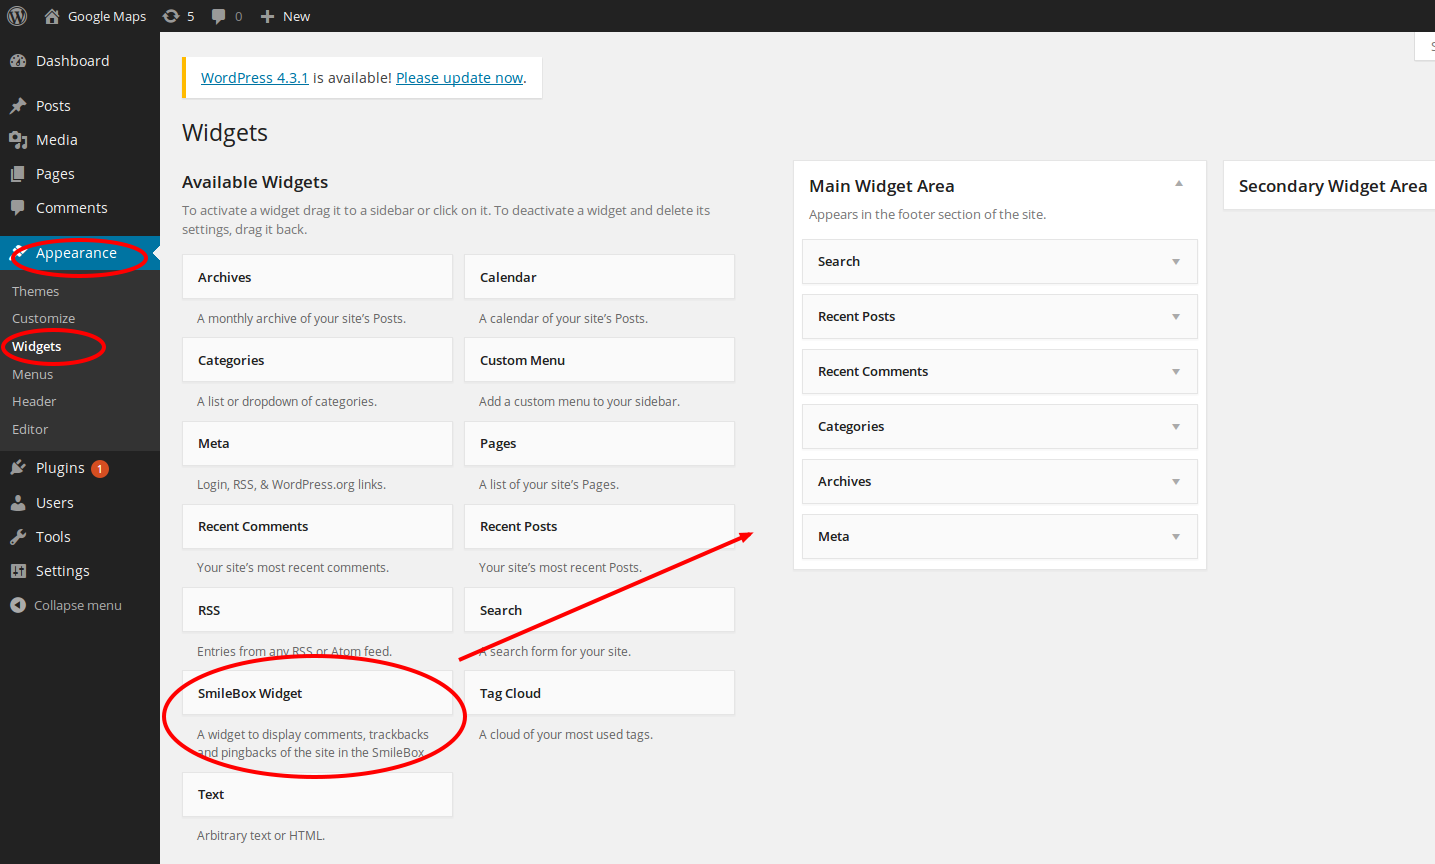 Google Maps 5 0 New
Dashboard
Posts
Media
Pages
Comments
Appearance
Themes
Customize
Widgets
Menus
Header
Editor
Plugins 1
Users
Tools
Settings
Collapse menu
WordPress 4.3.1 is available! Please update now.
Widgets
Available Widgets
To activate a widget drag it to a sidebar or click on it. To deactivate a widget and delete its
settings, drag it back.
Archives
A monthly archive of your site's Posts.
Calendar
A calendar of your site's Posts.
Categories
A list or dropdown of categories.
Custom Menu
Add a custom menu to your sidebar.
Meta
Login, RSS, & WordPress.org links.
Pages
A list of your site's Pages.
Recent Comments
Your site's most recent comments.
Recent Posts
Your site's most recent Posts.
RSS
Entries from any RSS or Atom feed.
Search
A search form for your site.
SmileBox Widget
A widget to display comments, trackbacks
and pingbacks of the site in the SmileBox.
Tag Cloud
A cloud of your most used tags.
Text
Arbitrary text or HTML.
Main Widget Area
Appears in the footer section of the site.
Search
Recent Posts
Recent Comments
Categories
Archives
Meta
Secondary Widget Area